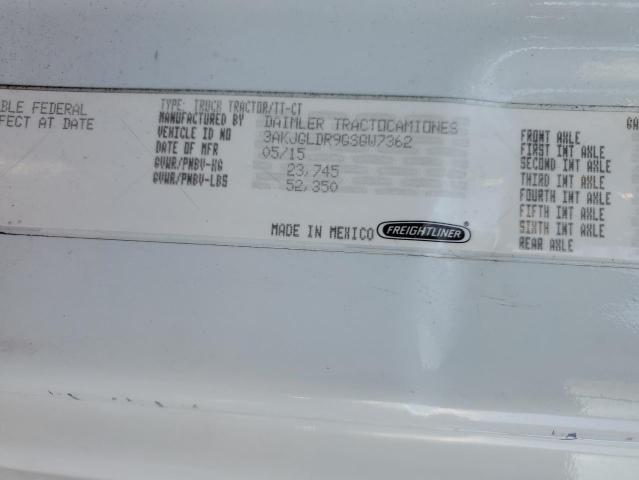 ABLE FEDERAL
FFECT AT DATE
TYPE: TRUCK TRACTOR/TT-CT
MANUFACTURED BY DAIMLER TRACTOCAMIONES
VEHICLE ID NO 3AKJGLDR9GSGW7362
DATE OF MFR 05/15
GVWR/PNBV-KG 23,745
GVWR/PNBV-LBS 52,350
MADE IN MEXICO FREIGHTLINER
GA
FRONT AXLE
FIRST INT AXLE
SECOND INT AXLE
THIRD INT AXLE
FOURTH INT AXLE
FIFTH INT AXLE
SIXTH INT AXLE
REAR AXLE